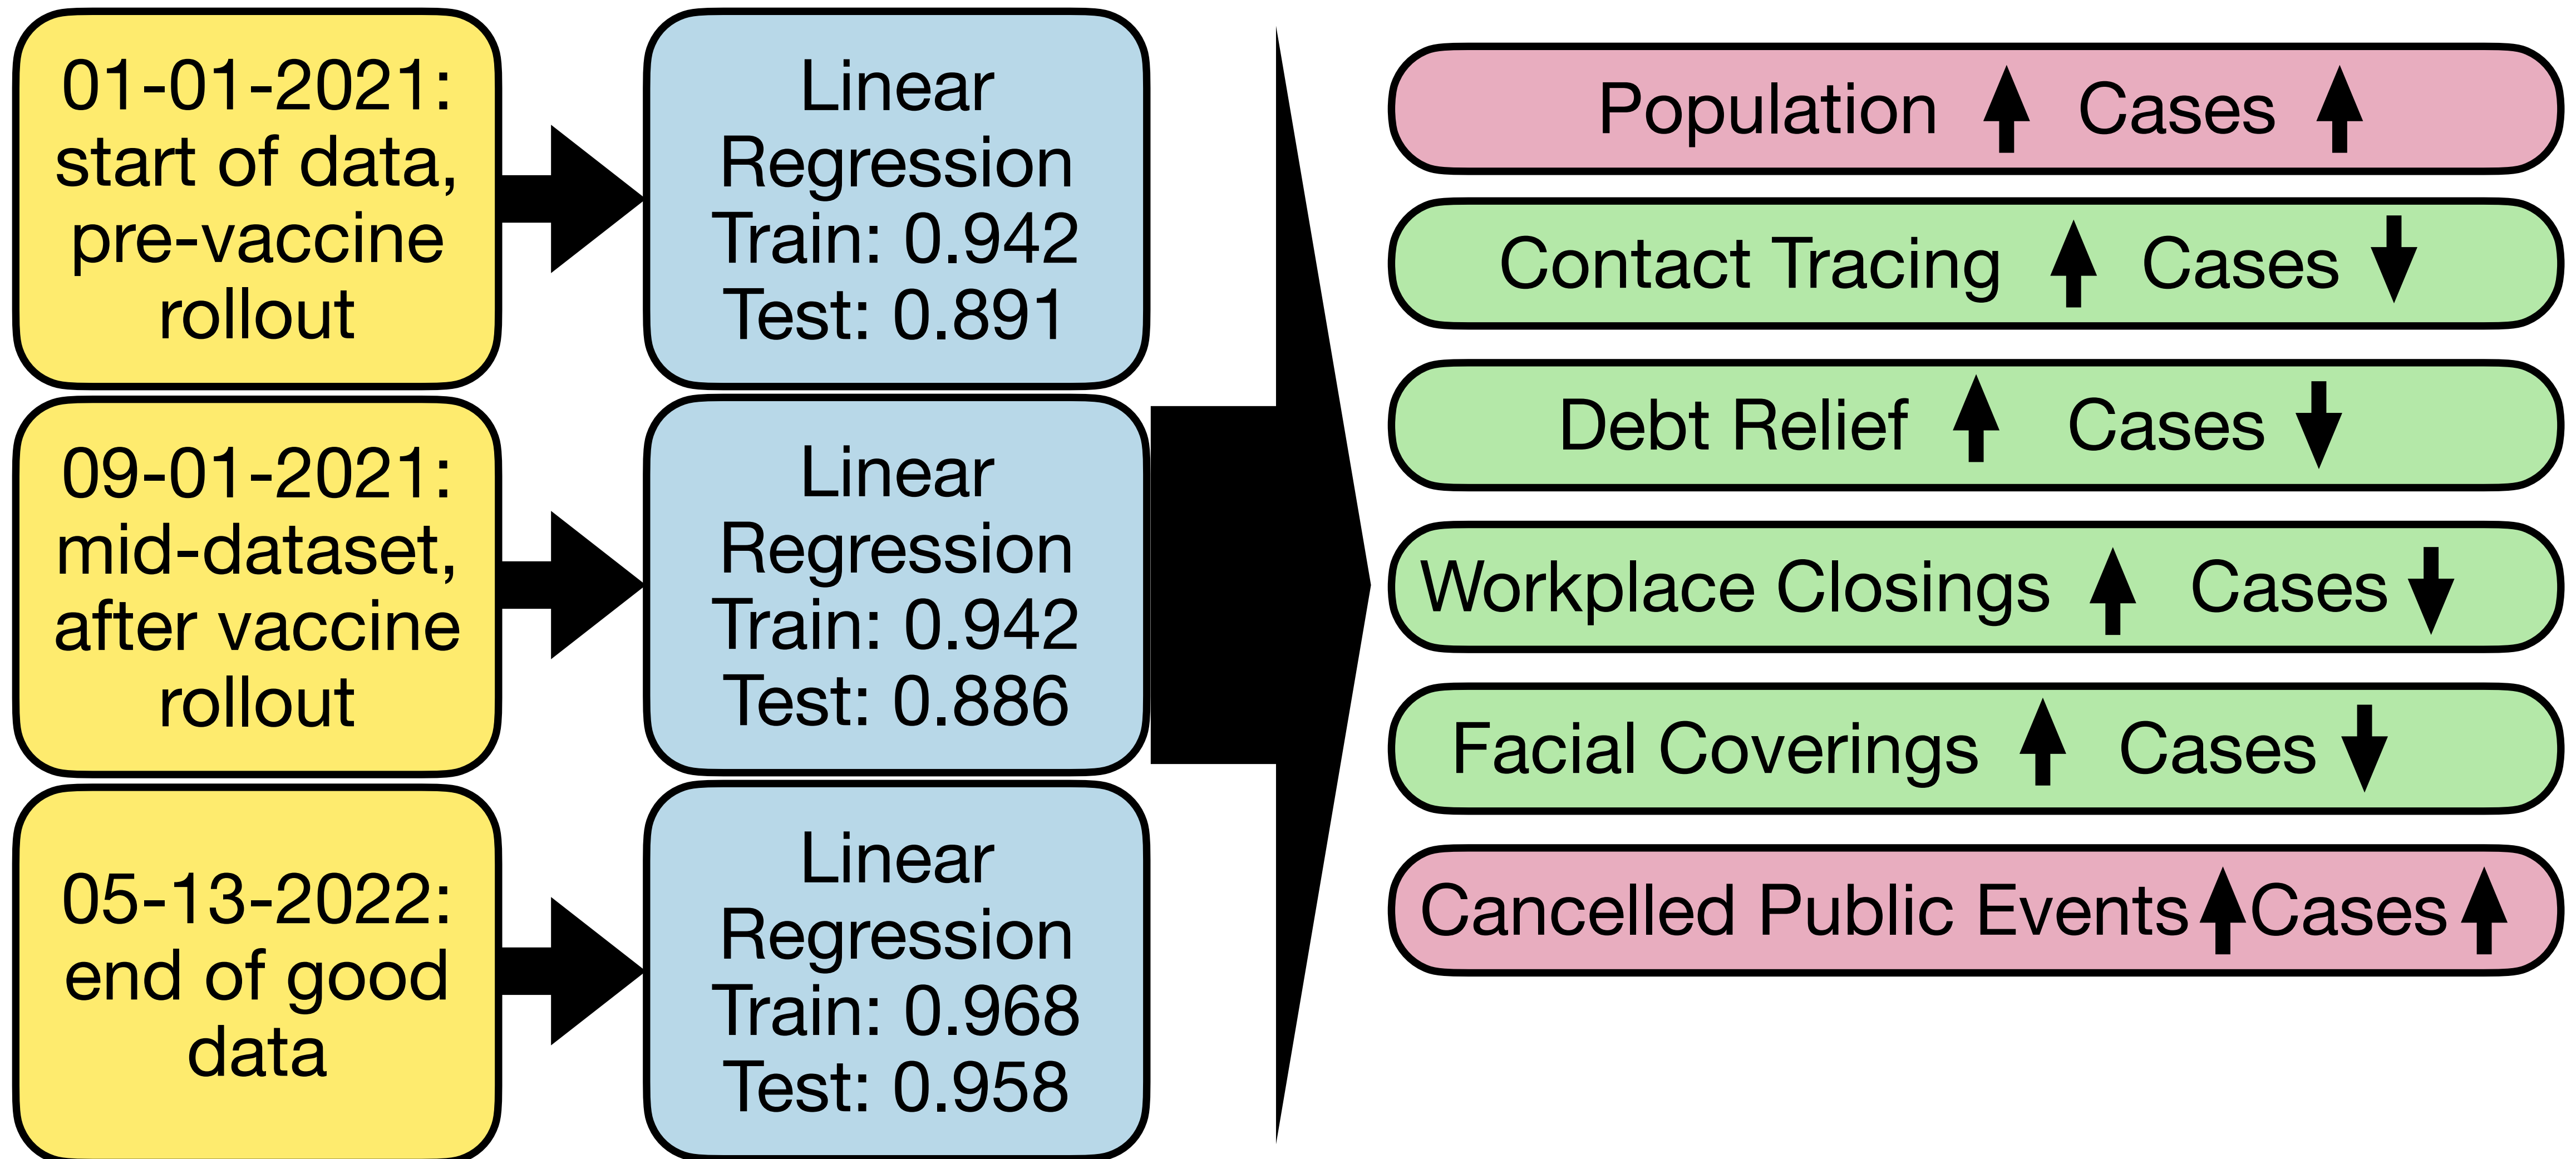 01-01-2021:
start of data,
pre-vaccine
rollout
Linear
Regression
Train: 0.942
Test: 0.891
09-01-2021:
mid-dataset,
after vaccine
rollout
Linear
Regression
Train: 0.942
Test: 0.886
05-13-2022:
end of good
data
Linear
Regression
Train: 0.968
Test: 0.958
Population Cases
Contact Tracing Cases
Debt Relief Cases
Workplace Closings Cases
Facial Coverings Cases
Cancelled Public Events Cases